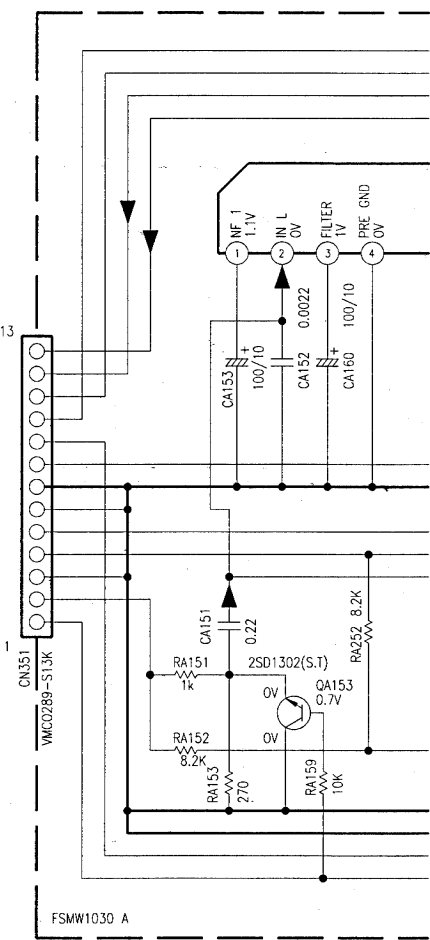 NF 1
1.1V
IN L
0V
FILTER
1V
PRE GND
0V
1
2
3
4
13
CA153
100/10
0.0022
CA152
100/10
CA160
1
CN351
VMC0289-S13K
CA151
0.22
RA252 8.2K
RA151
1k
2SD1302(S.T)
0V
QA153
0.7V
RA152
8.2K
0V
RA153
270
RA159
10K
FSMW1030 A